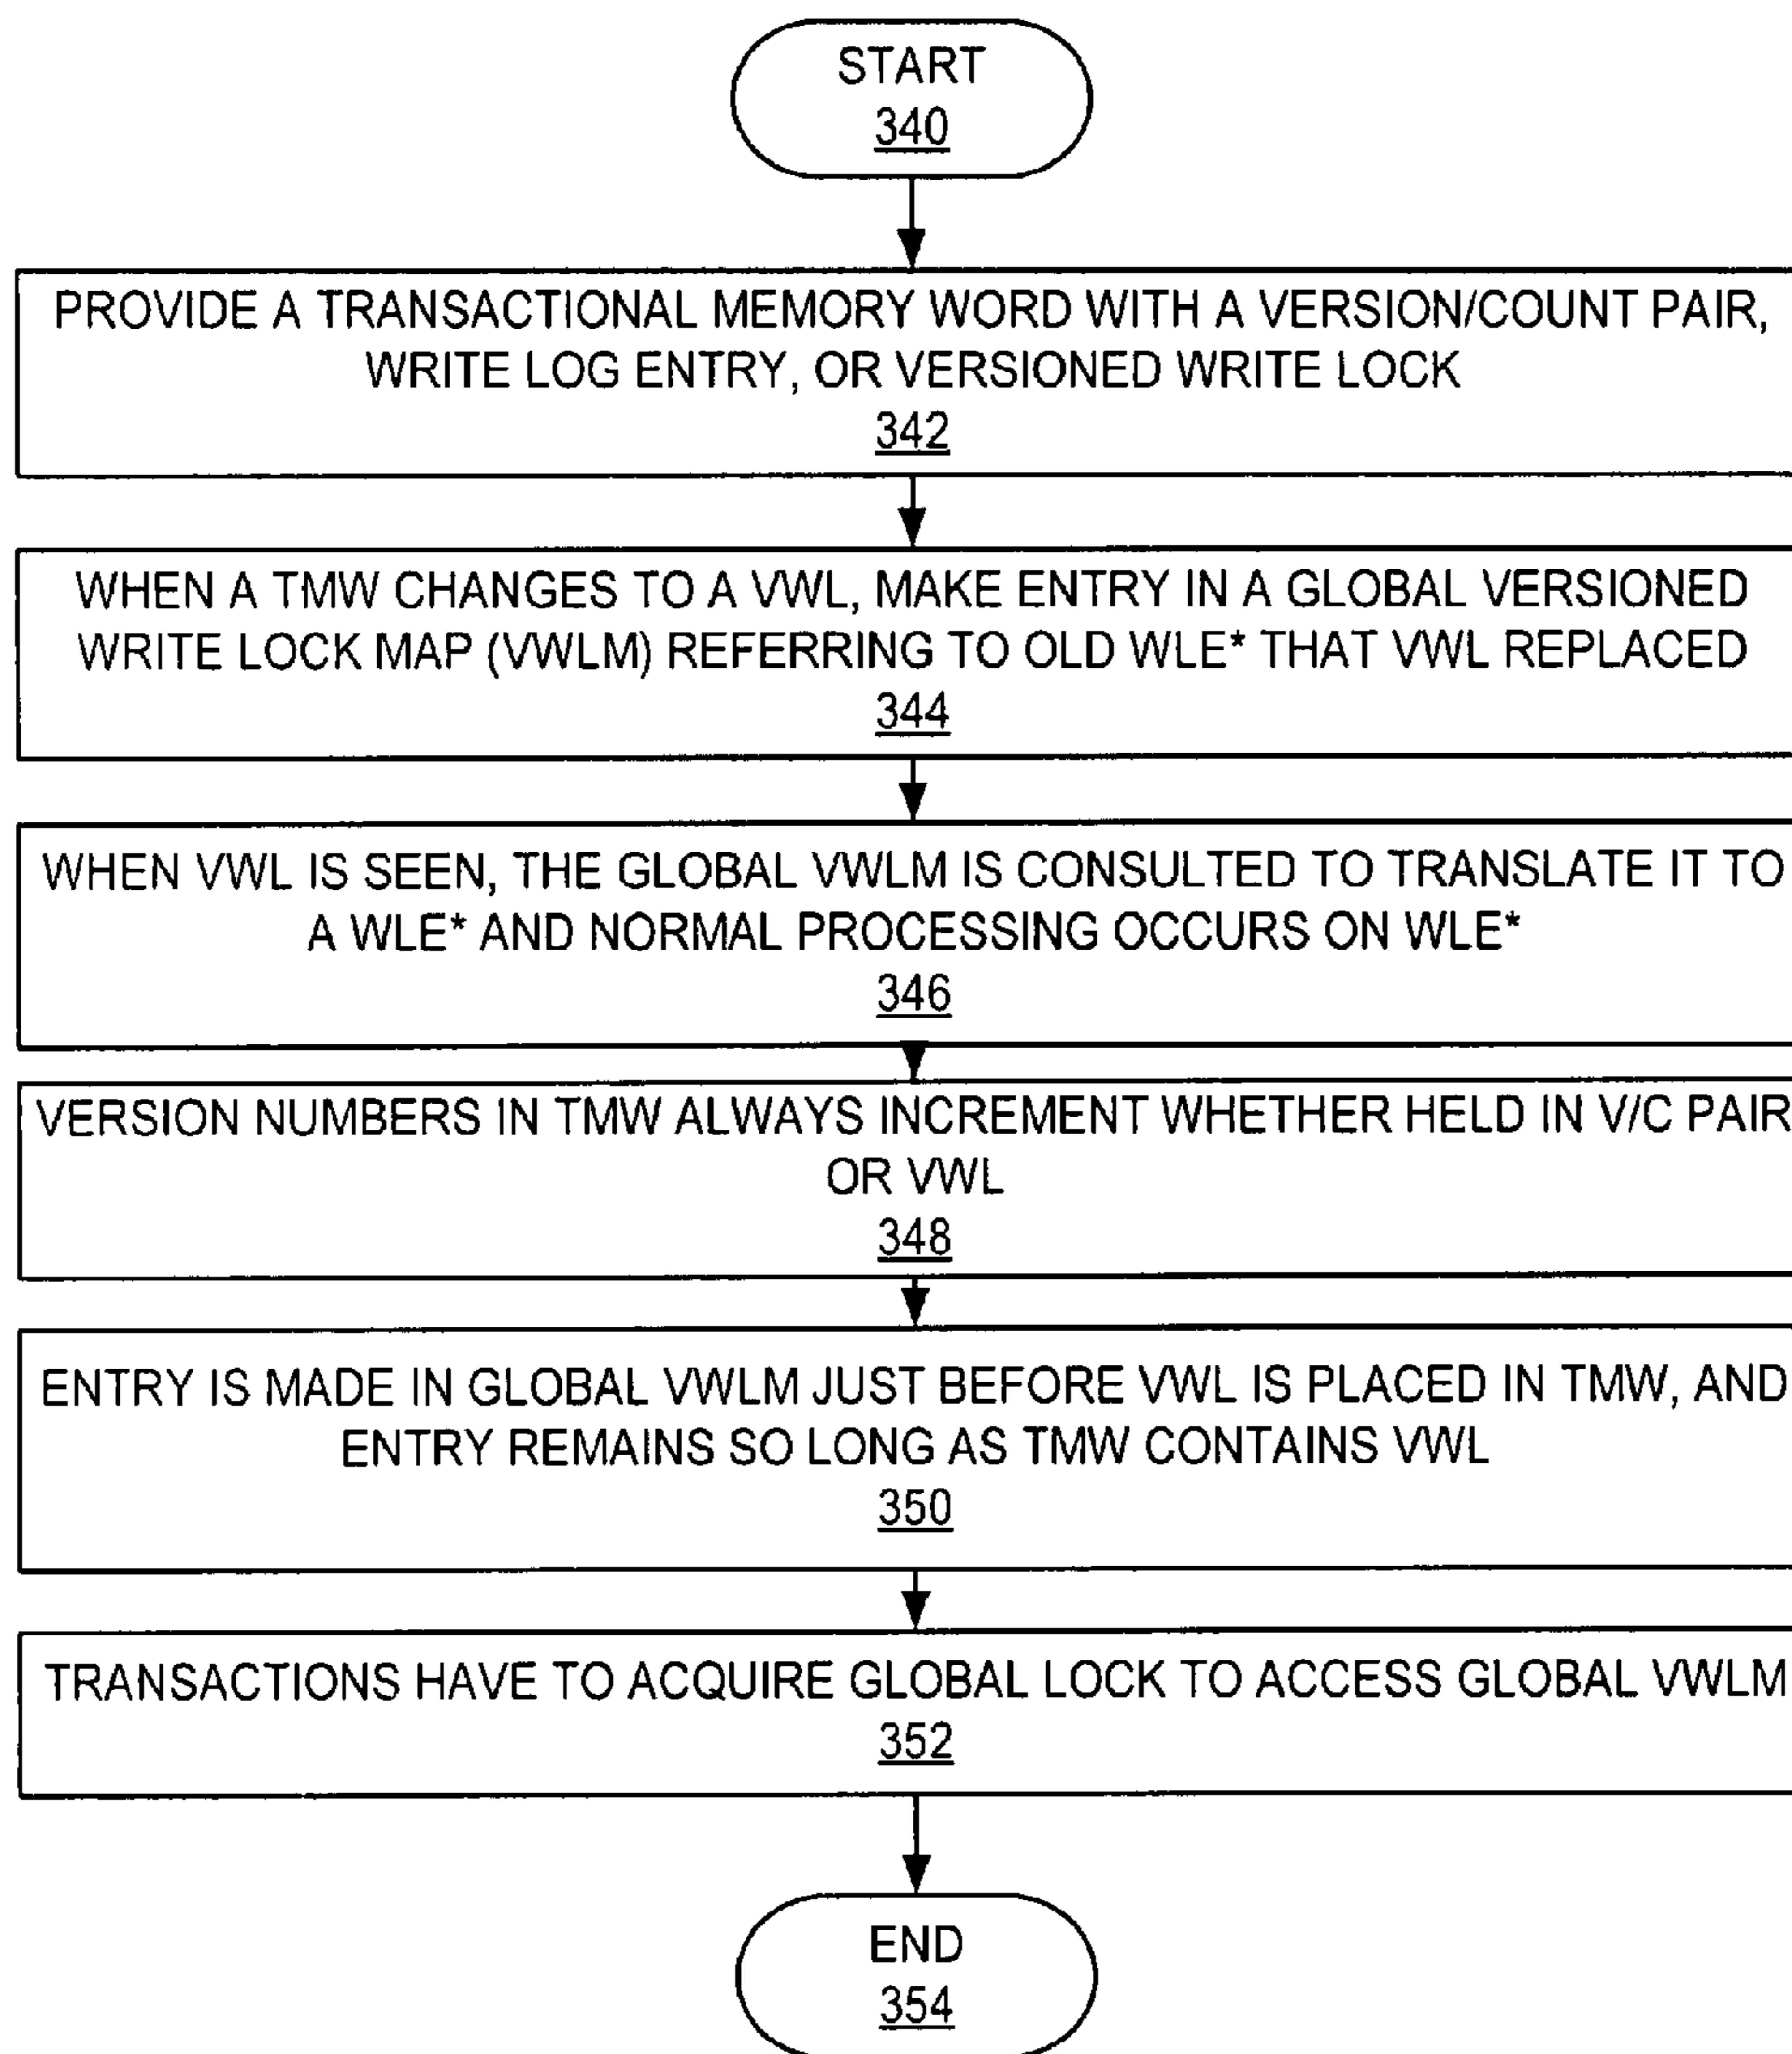 START
340
PROVIDE A TRANSACTIONAL MEMORY WORD WITH A VERSION/COUNT PAIR,
WRITE LOG ENTRY, OR VERSIONED WRITE LOCK
342
WHEN A TMW CHANGES TO A VWL, MAKE ENTRY IN A GLOBAL VERSIONED
WRITE LOCK MAP (VWLM) REFERRING TO OLD WLE* THAT VWL REPLACED
344
WHEN VWL IS SEEN, THE GLOBAL VWLM IS CONSULTED TO TRANSLATE IT TO
A WLE* AND NORMAL PROCESSING OCCURS ON WLE*
346
VERSION NUMBERS IN TMW ALWAYS INCREMENT WHETHER HELD IN V/C PAIR
OR VWL
348
ENTRY IS MADE IN GLOBAL VWLM JUST BEFORE VWL IS PLACED IN TMW, AND
ENTRY REMAINS SO LONG AS TMW CONTAINS VWL
350
TRANSACTIONS HAVE TO ACQUIRE GLOBAL LOCK TO ACCESS GLOBAL VWLM
352
END
354